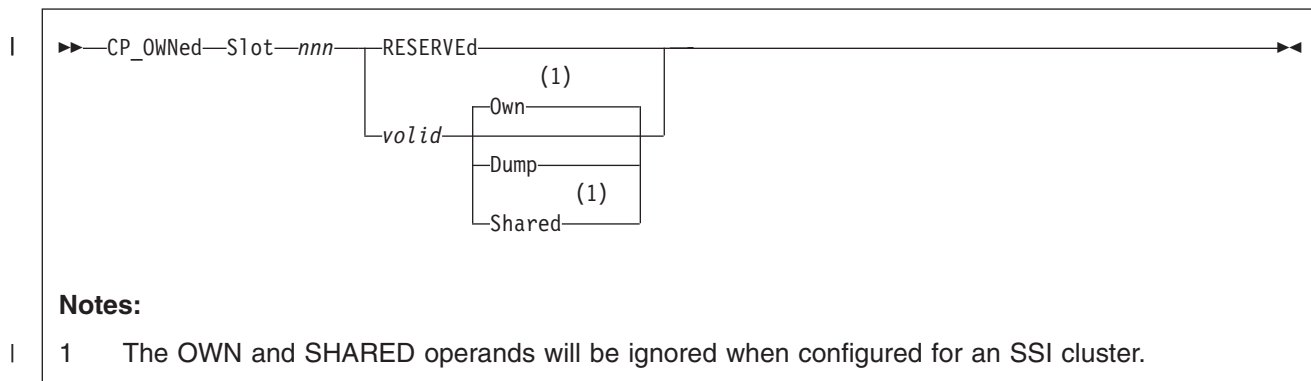 CP_OWNed Slot nnn RESERVEd
(1)
Own
volid
Dump
(1)
Shared
Notes:
1 The OWN and SHARED operands will be ignored when configured for an SSI cluster.